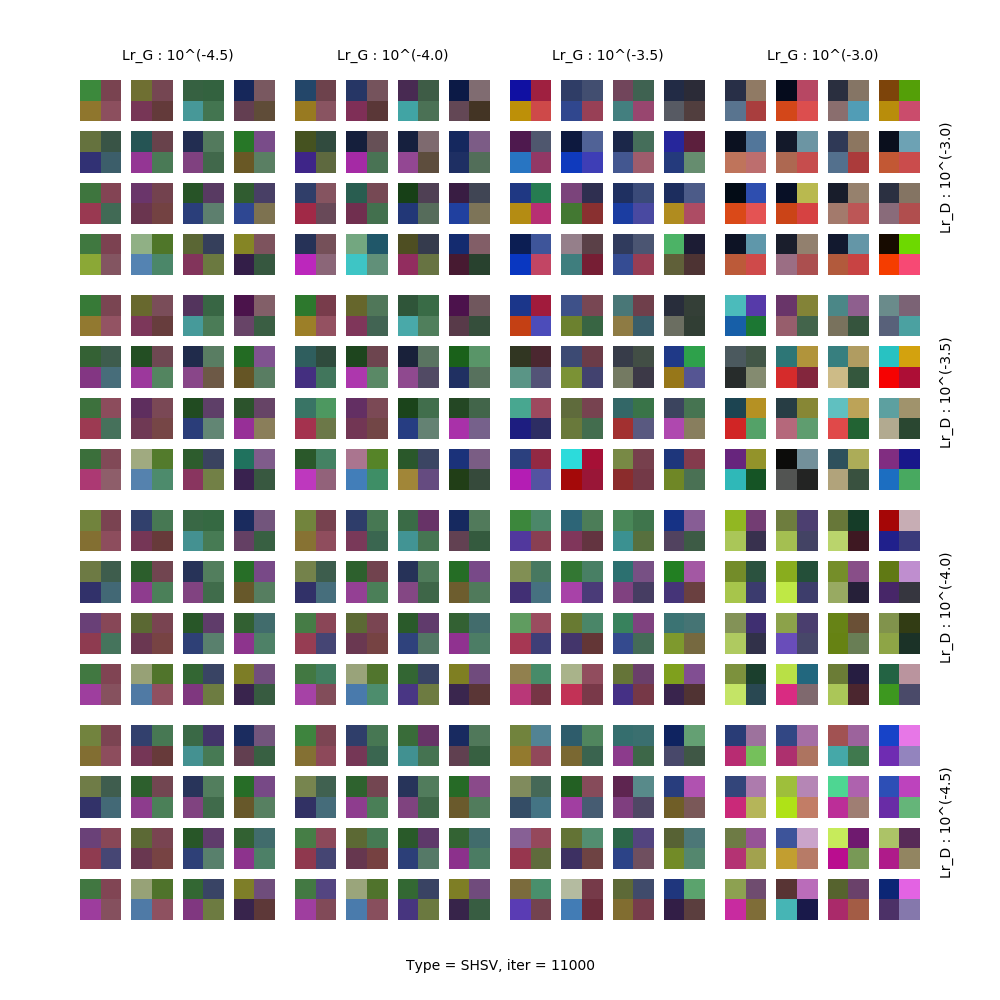 Lr_G : 10^(-4.5)
Lr_G : 10^(-4.0)
Lr_G : 10^(-3.5)
Lr_G : 10^(-3.0)
Lr_D : 10^(-3.0)
Lr_D : 10^(-3.5)
Lr_D : 10^(-4.0)
Lr_D : 10^(-4.5)
Type = SHSV, iter = 11000